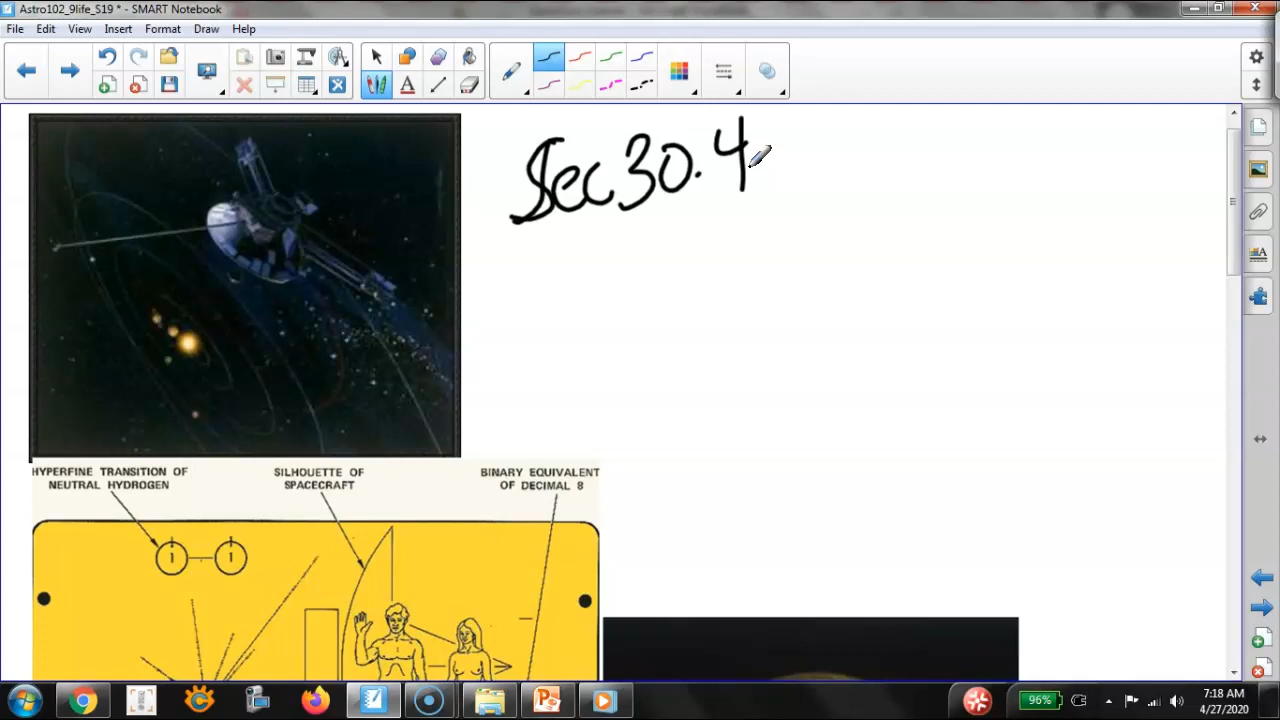 Astro102_9life_S19 * - SMART Notebook
File Edit View Insert Format Draw Help
Sec 30.4
HYPERFINE TRANSITION OF
NEUTRAL HYDROGEN
SILHOUETTE OF
SPACECRAFT
BINARY EQUIVALENT
OF DECIMAL 8
96%
7:18 AM
4/27/2020